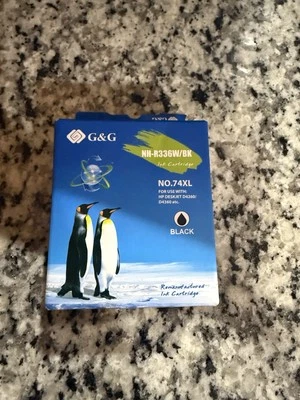 G&G
NH-R336W/BK
Ink Cartridge
NO.74XL
FOR USE WITH:
HP DESKJET D4260/
D4360 etc.
BLACK
Remanufactured
Ink Cartridge